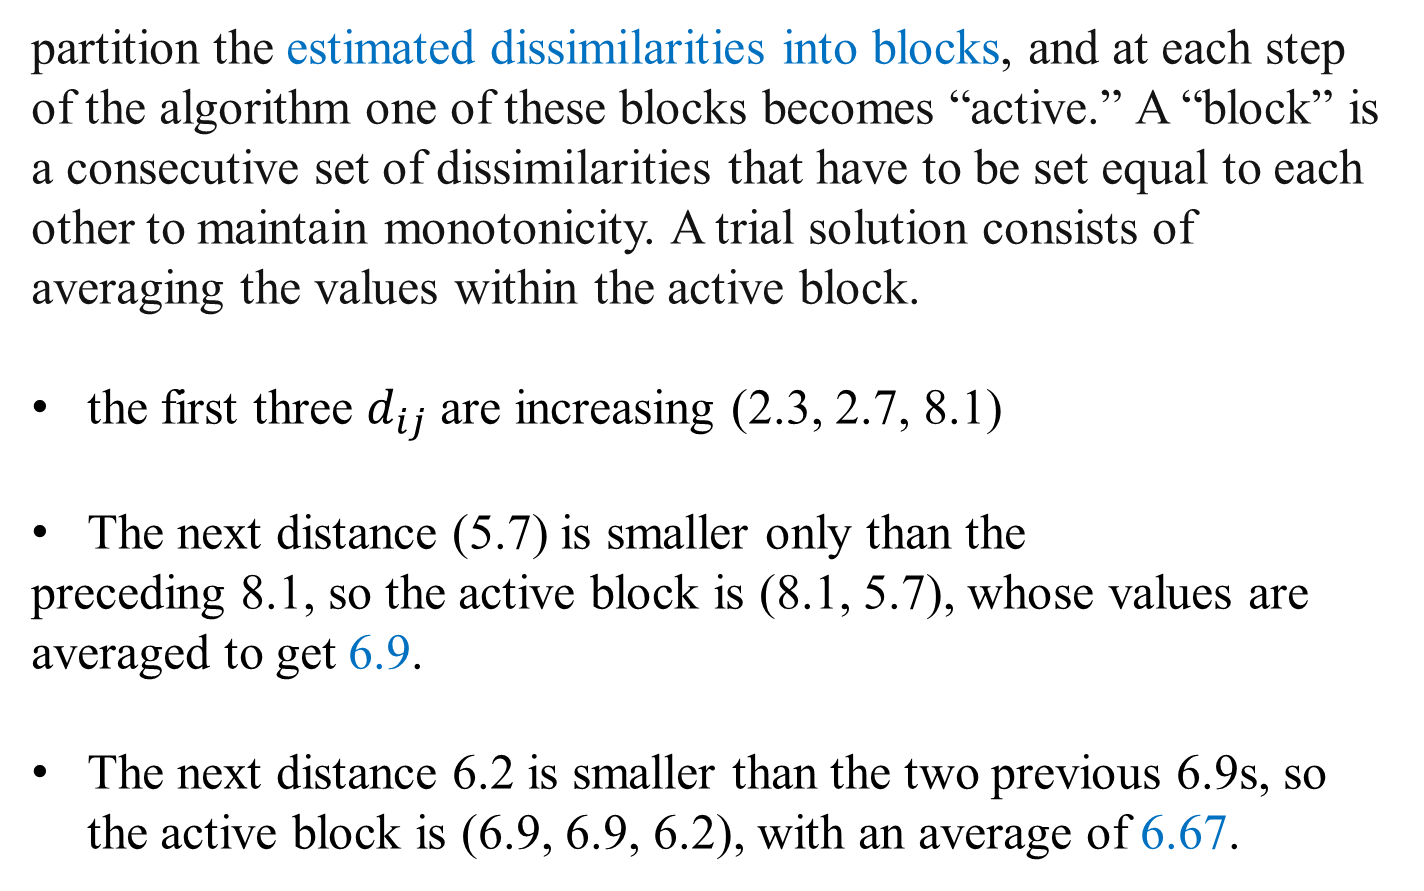 partition the estimated dissimilarities into blocks, and at each step
of the algorithm one of these blocks becomes “active.” A “block” is
a consecutive set of dissimilarities that have to be set equal to each
other to maintain monotonicity. A trial solution consists of
averaging the values within the active block.
• the first three d_{ij} are increasing (2.3, 2.7, 8.1)
• The next distance (5.7) is smaller only than the
preceding 8.1, so the active block is (8.1, 5.7), whose values are
averaged to get 6.9.
• The next distance 6.2 is smaller than the two previous 6.9s, so
the active block is (6.9, 6.9, 6.2), with an average of 6.67.